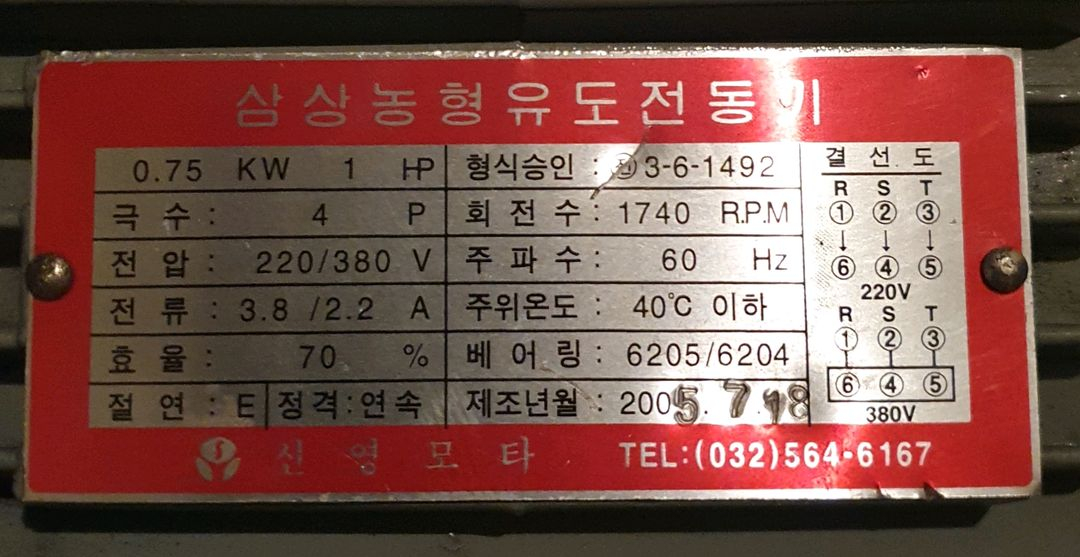 삼상농형유도전동기
0.75 KW 1 HP
형식승인 : 3-6-1492
극수 : 4 P
회전수 : 1740 R.P.M
전압 : 220/380 V
주파수 : 60 Hz
전류 : 3.8 /2.2 A
주위온도 : 40℃ 이하
효율 : 70 %
베어링 : 6205/6204
절연 : E 정격 : 연속
제조년월 : 2005.7.18
결선도
R S T
① ② ③
↓ ↓ ↓
⑥ ④ ⑤
220V
R S T
① ② ③
⑥ ④ ⑤
380V
신영모타
TEL:(032)564-6167